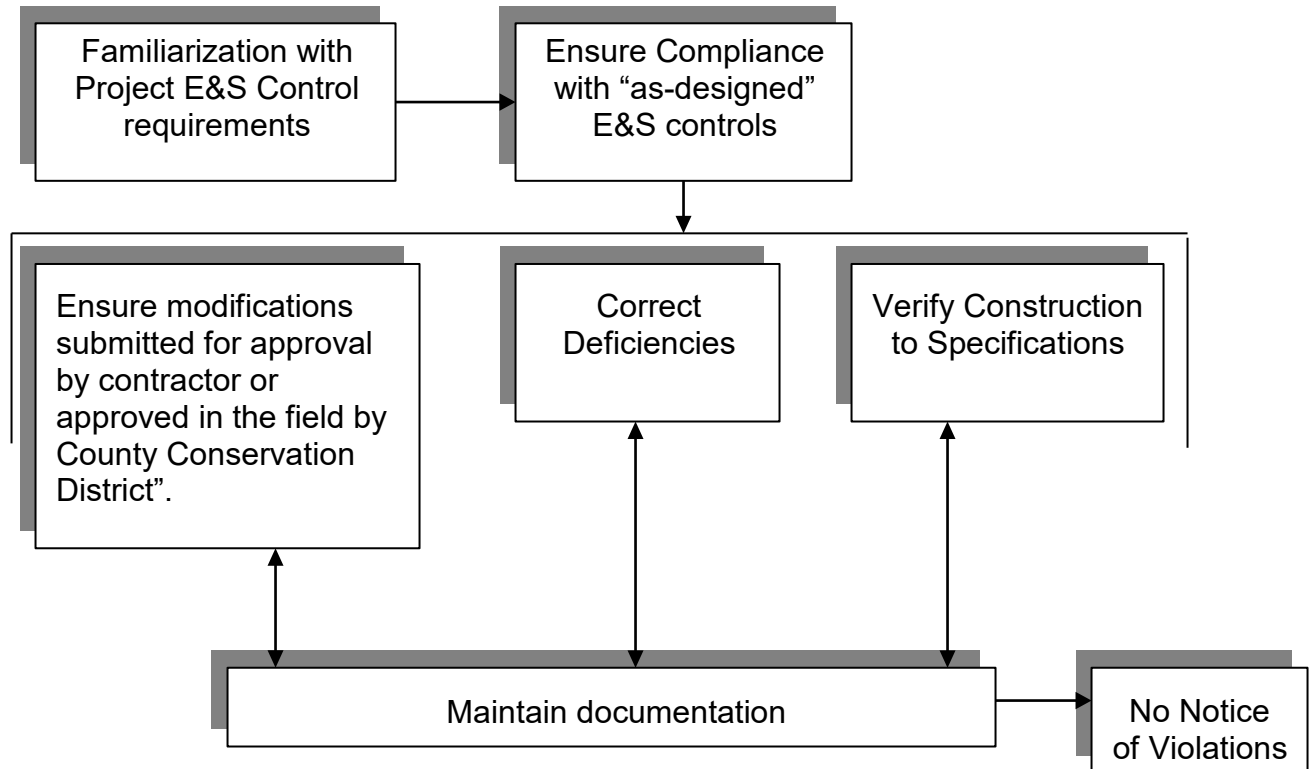 Familiarization with
Project E&S Control
requirements
Ensure Compliance
with “as-designed”
E&S controls
Ensure modifications
submitted for approval
by contractor or
approved in the field by
County Conservation
District”.
Correct
Deficiencies
Verify Construction
to Specifications
Maintain documentation
No Notice
of Violations